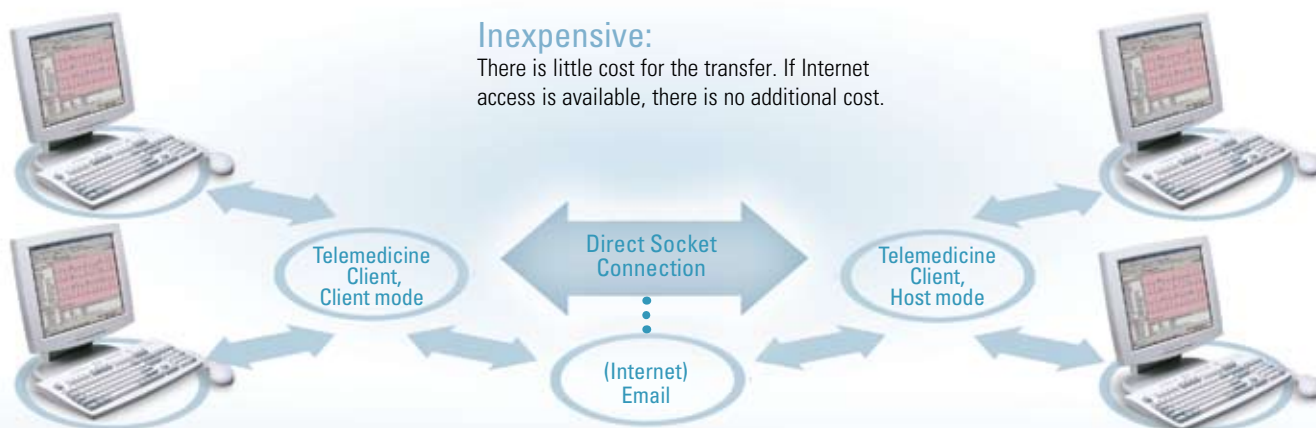 Inexpensive:
There is little cost for the transfer. If Internet
access is available, there is no additional cost.
Direct Socket
Connection
Telemedicine
Client,
Client mode
Telemedicine
Client,
Host mode
(Internet)
Email